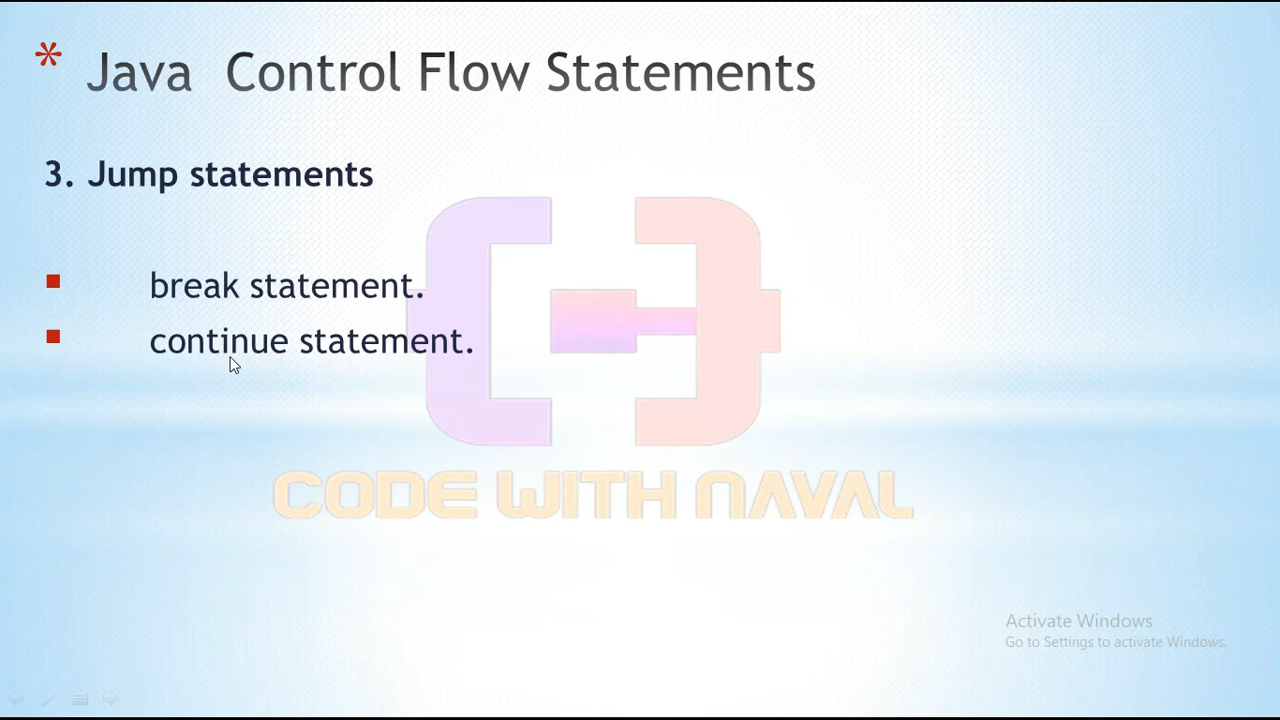 * Java Control Flow Statements
3. Jump statements
break statement.
continue statement.
CODE WITH NAVAL
Activate Windows
Go to Settings to activate Windows.